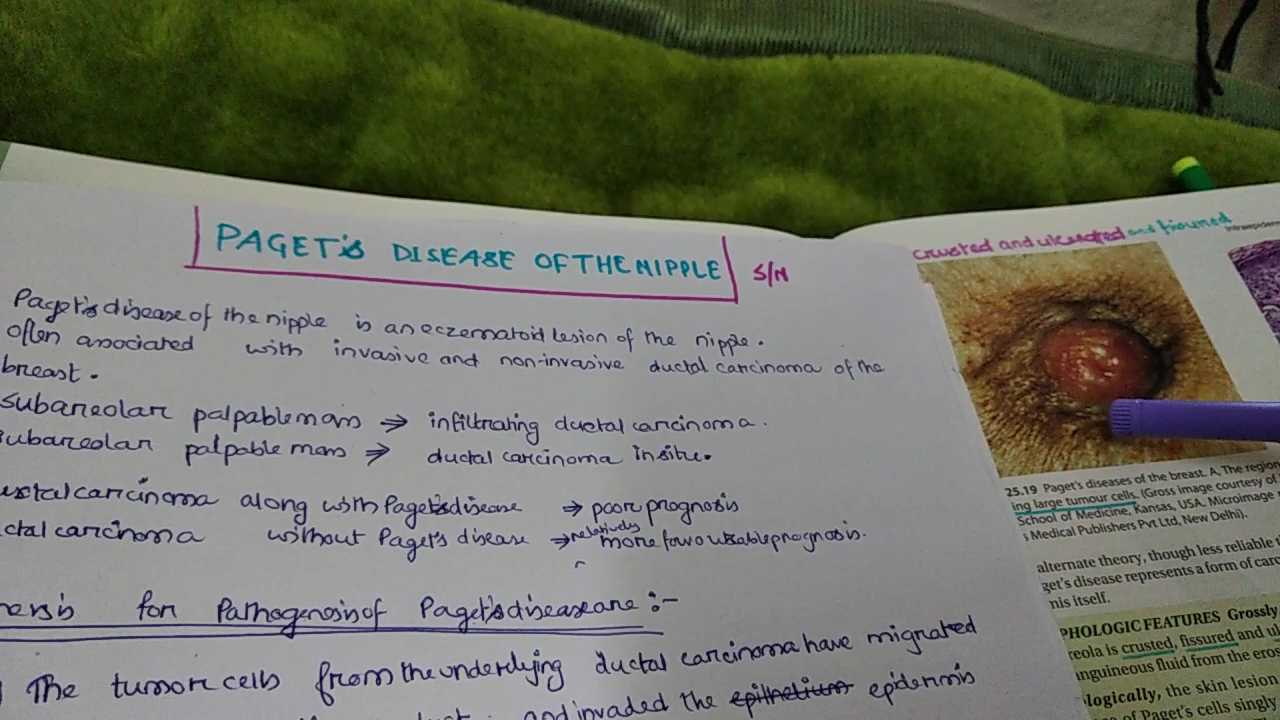 PAGET'S DISEASE OF THE NIPPLE S/N
Paget's disease of the nipple is an eczematoid lesion of the nipple.
often associated with invasive and non-invasive ductal carcinoma of the
breast.
subareolar palpable mass ⇒ infiltrating ductal carcinoma.
subareolar palpable mass ⇒ ductal carcinoma insitu.
carcinoma along with Paget's disease ⇒ poor prognosis
carcinoma without Paget's disease ⇒ relatively more favourable prognosis.
for Pathogenosis of Paget's disease are :-
The tumor cells from the underlying ductal carcinoma have migrated
and invaded the epithelium epidermis
crusted and ulcerated and fissured
25.19 Paget's diseases of the breast. A, The region
ing large tumour cells. (Gross image courtesy of
School of Medicine, Kansas, USA. Microimage
Medical Publishers Pvt Ltd, New Delhi).
alternate theory, though less reliable
get's disease represents a form of carc
nis itself.
PHOLOGIC FEATURES Grossly
reola is crusted, fissured and ul
nguineous fluid from the eros
logically, the skin lesion
of Paget's cells singly